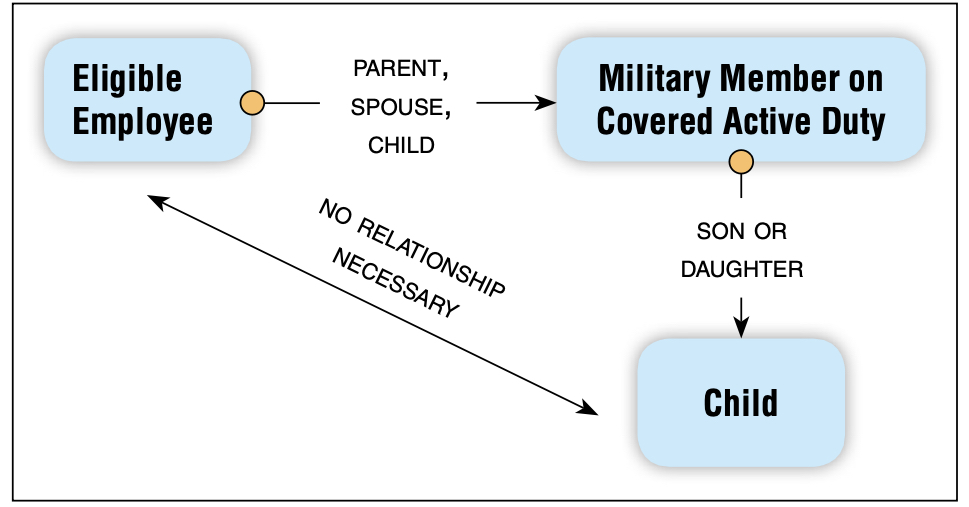 Eligible
Employee
PARENT,
SPOUSE,
CHILD
Military Member on
Covered Active Duty
NO RELATIONSHIP
NECESSARY
SON OR
DAUGHTER
Child